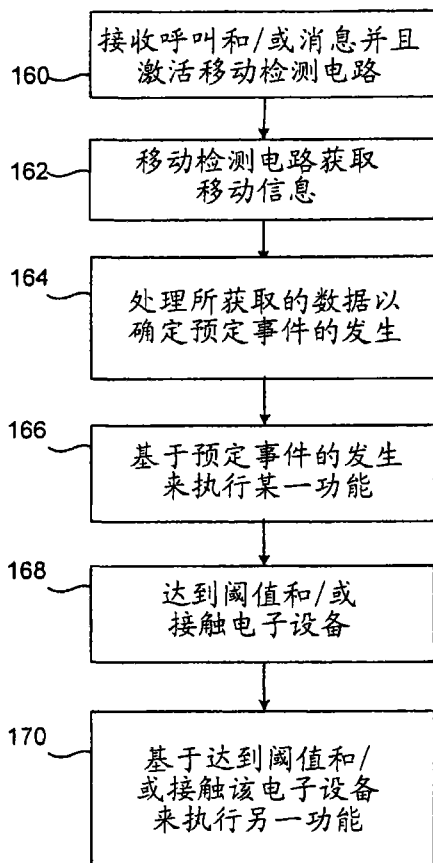 接收呼叫和/或消息并且
激活移动检测电路
160
移动检测电路获取
移动信息
162
处理所获取的数据以
确定预定事件的发生
164
基于预定事件的发生
来执行某一功能
166
达到阈值和/或
接触电子设备
168
基于达到阈值和/
或接触该电子设备
来执行另一功能
170